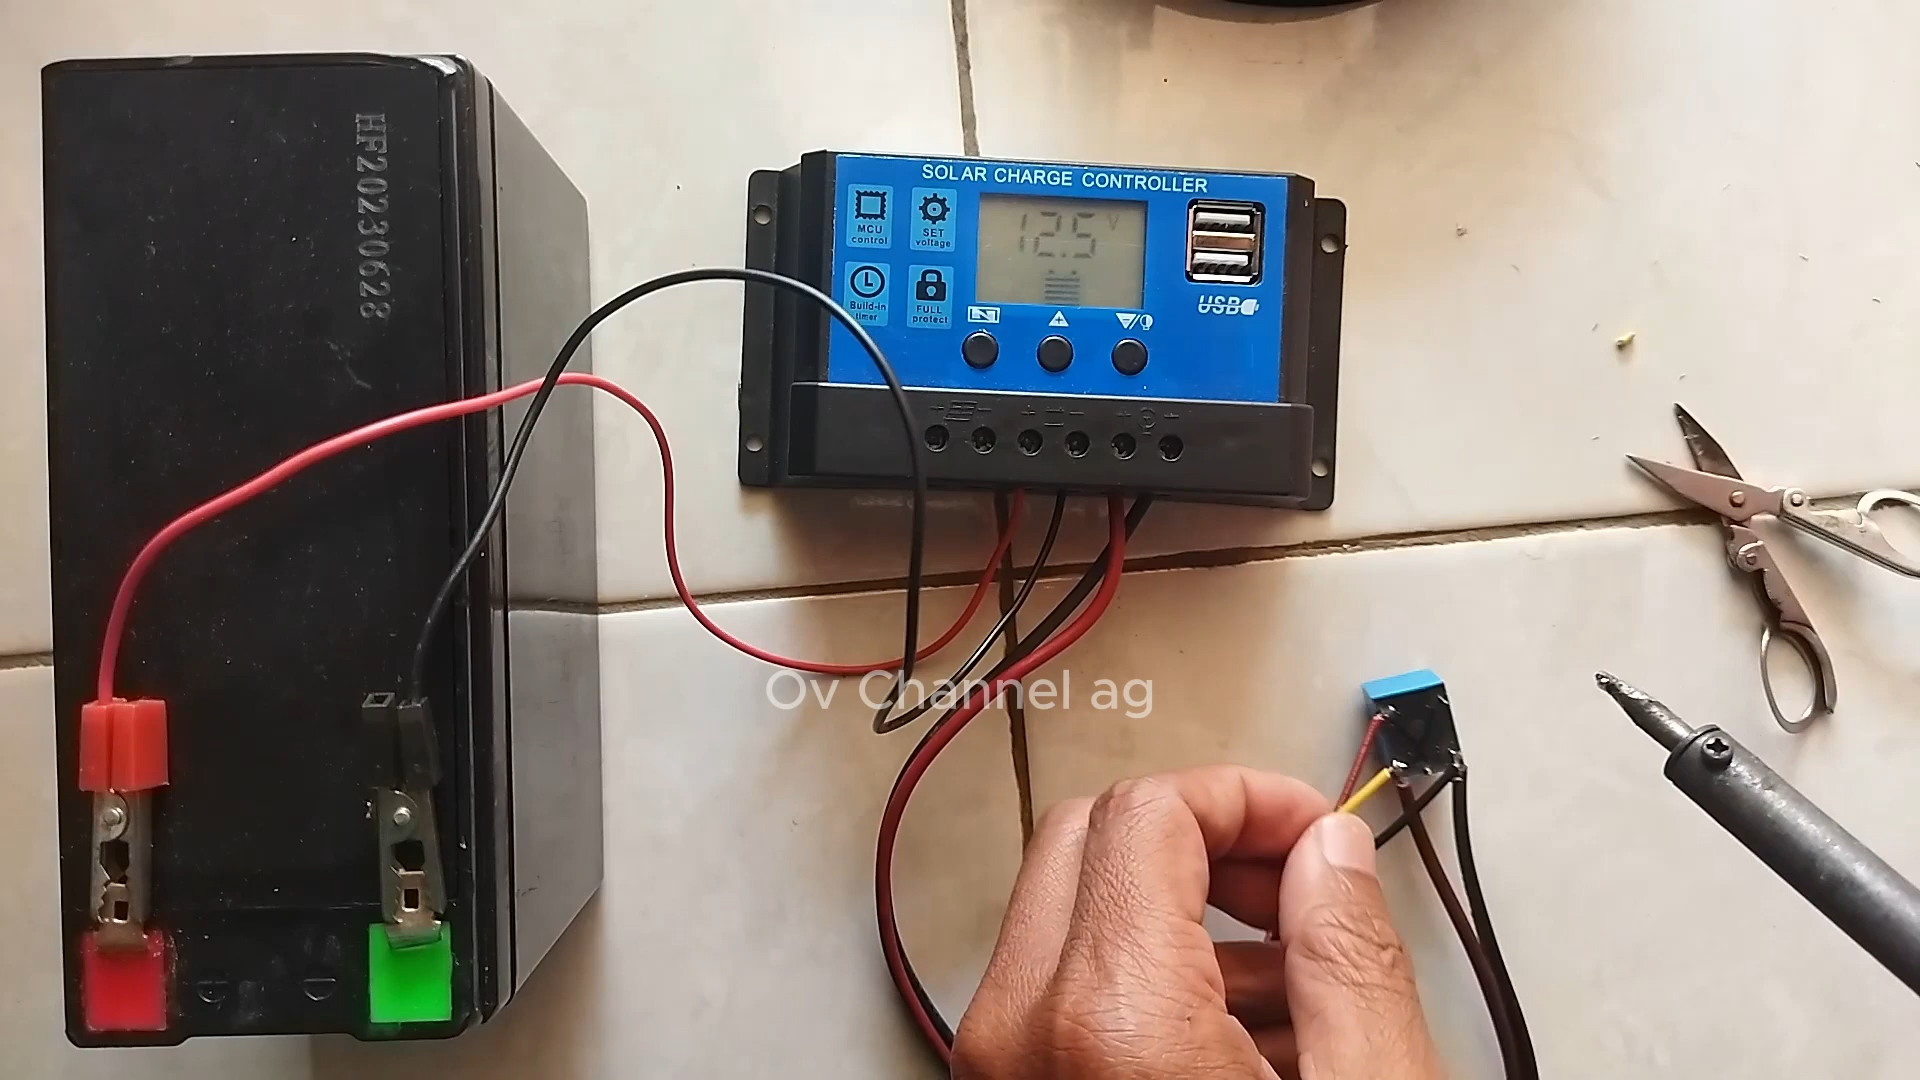 HF20230628
SOLAR CHARGE CONTROLLER
MCU
control
SET
voltage
Build-in
timer
FULL
protect
12.5 V
USB
Ov Channel ag